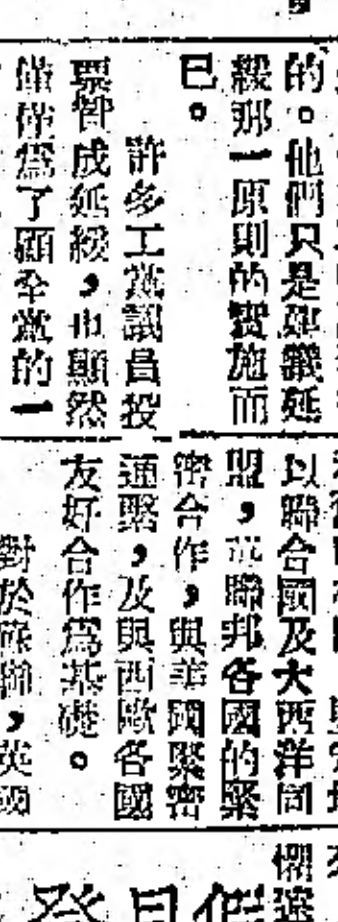 的。他們只是建議延
緩那一原則的實施而
已。
許多工黨議員投
票贊成延緩,也顯然
僅僅爲了顧全黨的一
以聯合國及大西洋同
盟,英聯邦各國的緊
密合作,與美國緊密
連繫,及與西歐各國
友好合作爲基礎。
對於蘇聯,英國